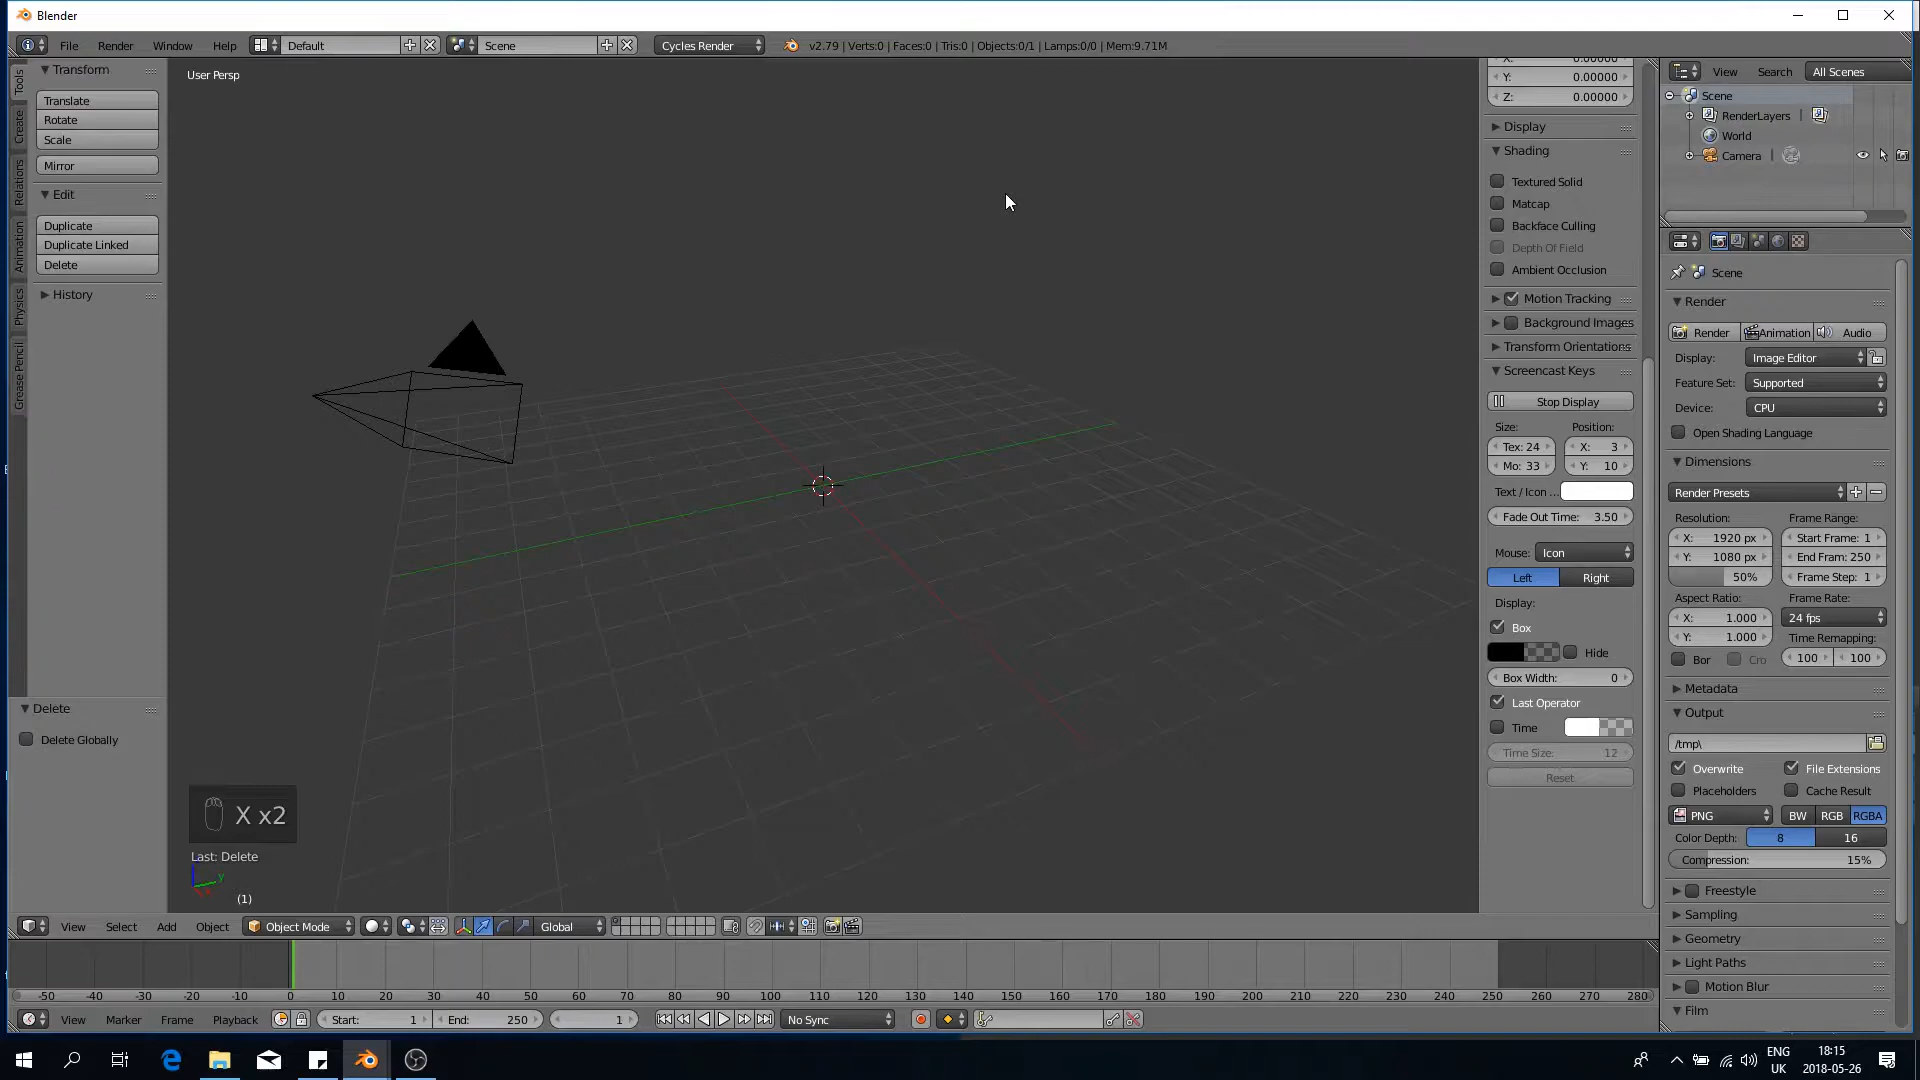 Blender
File Render Window Help Default Scene Cycles Render v2.79 | Verts:0 | Faces:0 | Tris:0 | Objects:0/1 | Lamps:0/0 | Mem:9.71M
Tools
Create
Relations
Animation
Physics
Grease Pencil
Transform
Translate
Rotate
Scale
Mirror
Edit
Duplicate
Duplicate Linked
Delete
History
Delete
Delete Globally
User Persp
X x2
Last: Delete
y
(1)
X: 0.00000
Y: 0.00000
Z: 0.00000
Display
Shading
Textured Solid
Matcap
Backface Culling
Depth Of Field
Ambient Occlusion
Motion Tracking
Background Images
Transform Orientations
Screencast Keys
Stop Display
Size: Position:
Tex: 24 X: 3
Mo: 33 Y: 10
Text / Icon ...
Fade Out Time: 3.50
Mouse: Icon
Left Right
Display:
Box
Hide
Box Width: 0
Last Operator
Time
Time Size: 12
Reset
View Search All Scenes
Scene
RenderLayers
World
Camera
Scene
Render
Render Animation Audio
Display: Image Editor
Feature Set: Supported
Device: CPU
Open Shading Language
Dimensions
Render Presets
Resolution: Frame Range:
X: 1920 px Start Frame: 1
Y: 1080 px End Fram: 250
50% Frame Step: 1
Aspect Ratio: Frame Rate:
X: 1.000 24 fps
Y: 1.000 Time Remapping:
Bor Cro 100 100
Metadata
Output
/tmp\
Overwrite File Extensions
Placeholders Cache Result
PNG BW RGB RGBA
Color Depth: 8 16
Compression: 15%
Freestyle
Sampling
Geometry
Light Paths
Motion Blur
Film
View Select Add Object Object Mode Global
-50 -40 -30 -20 -10 0 10 20 30 40 50 60 70 80 90 100 110 120 130 140 150 160 170 180 190 200 210 220 230 240 250 260 270 280
View Marker Frame Playback Start: 1 End: 250 1 No Sync
ENG
UK
18:15
2018-05-26